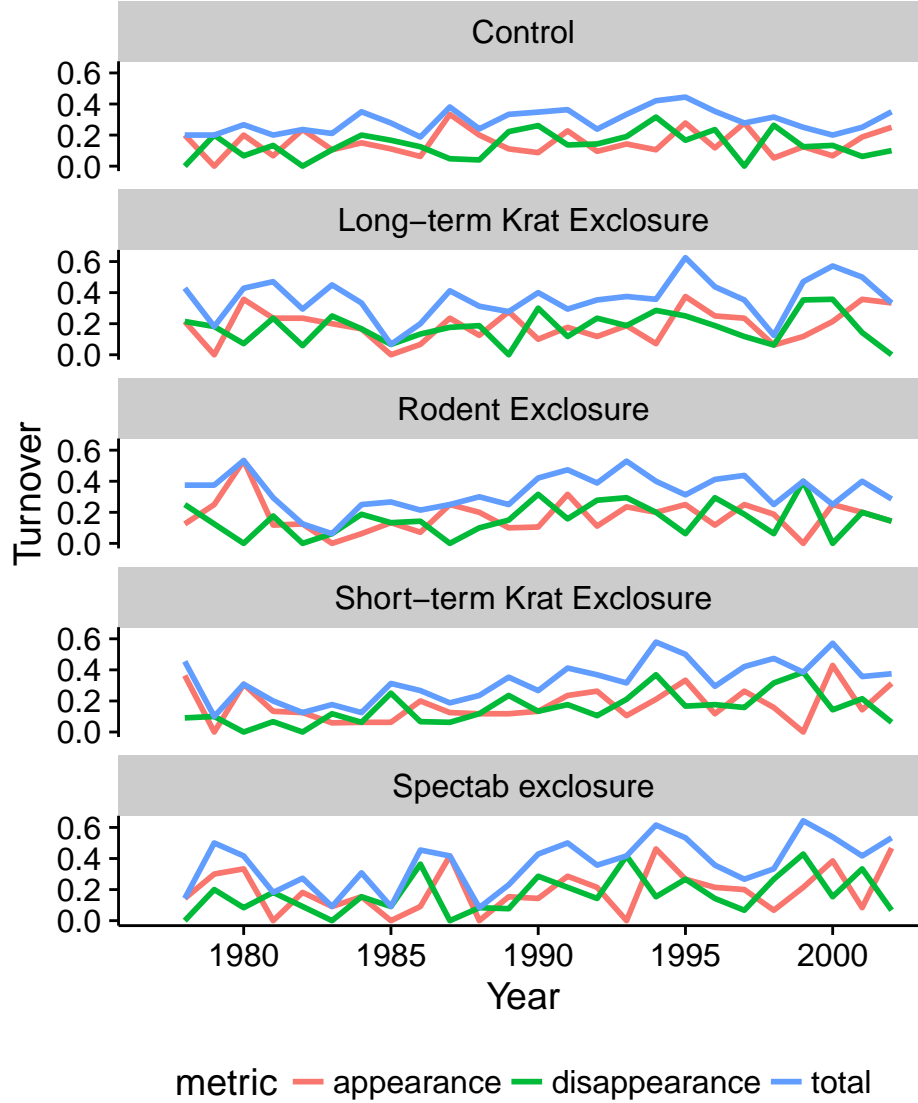 Control
0.6
0.4
0.2
0.0
Long−term Krat Exclosure
0.6
0.4
0.2
0.0
Rodent Exclosure
0.6
0.4
0.2
0.0
Short−term Krat Exclosure
0.6
0.4
0.2
0.0
Spectab exclosure
0.6
0.4
0.2
0.0
Turnover
1980 1985 1990 1995 2000
Year
metric appearance disappearance total